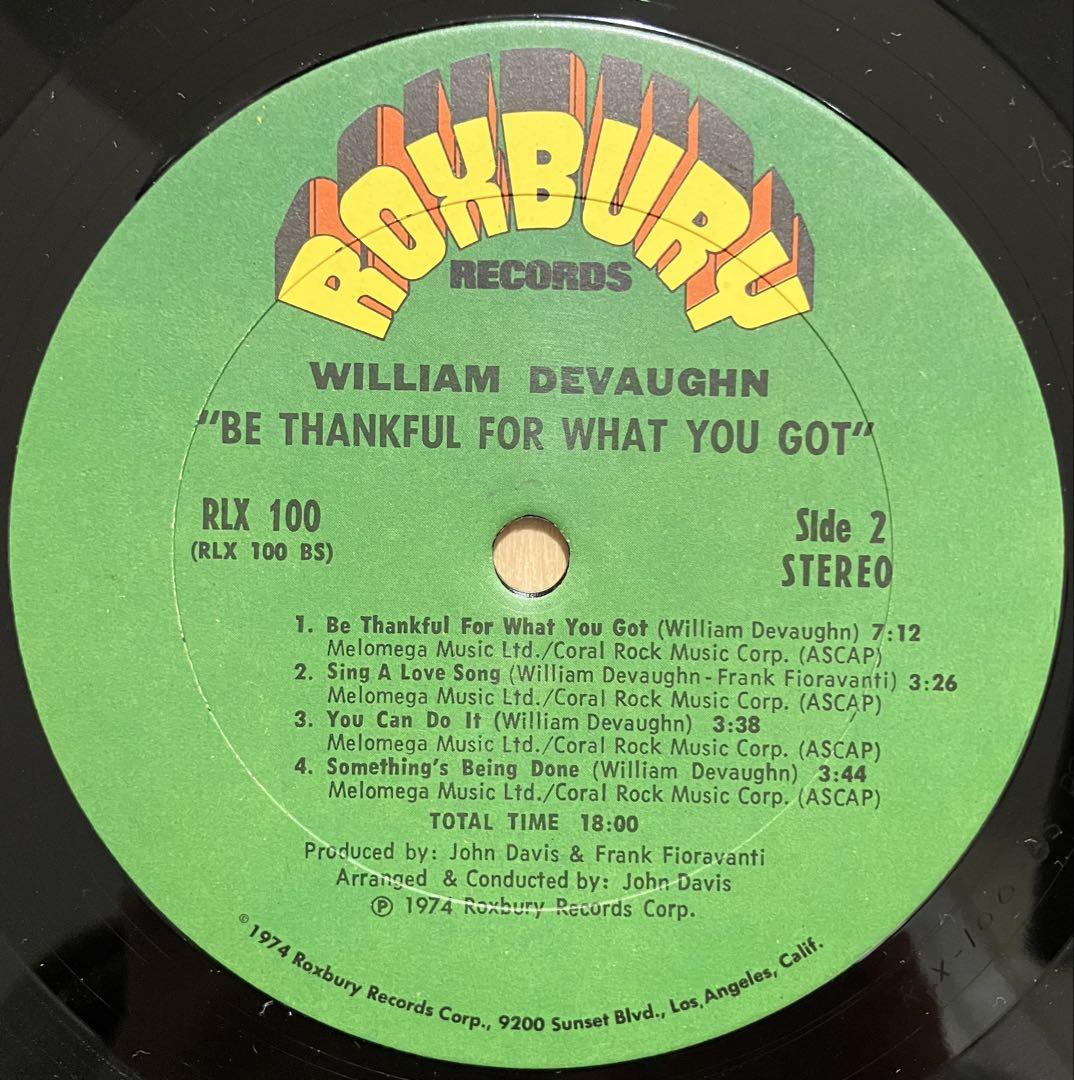 ROXBURY
RECORDS
WILLIAM DEVAUGHN
"BE THANKFUL FOR WHAT YOU GOT"
RLX 100
(RLX 100 BS)
Side 2
STEREO
1. Be Thankful For What You Got (William Devaughn) 7:12
Melomega Music Ltd./Coral Rock Music Corp. (ASCAP)
2. Sing A Love Song (William Devaughn-Frank Fioravanti) 3:26
Melomega Music Ltd./Coral Rock Music Corp. (ASCAP)
3. You Can Do It (William Devaughn) 3:38
Melomega Music Ltd./Coral Rock Music Corp. (ASCAP)
4. Something's Being Done (William Devaughn) 3:44
Melomega Music Ltd./Coral Rock Music Corp. (ASCAP)
TOTAL TIME 18:00
Produced by: John Davis & Frank Fioravanti
Arranged & Conducted by: John Davis
℗ 1974 Roxbury Records Corp.
© 1974 Roxbury Records Corp., 9200 Sunset Blvd., Los Angeles, Calif.